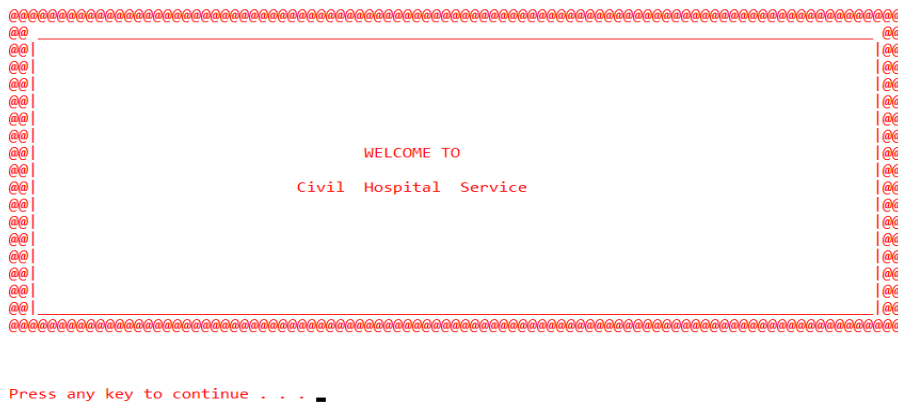 WELCOME TO
Civil Hospital Service
Press any key to continue . . .